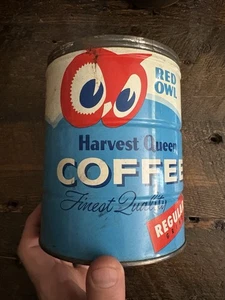 RED
OWL
Harvest Queen
COFFEE
Finest Quality
REGULAR